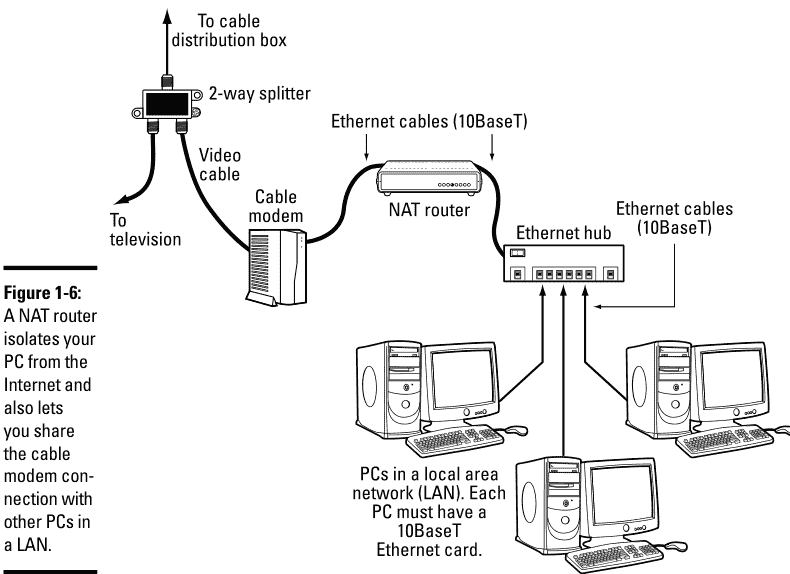 To cable
distribution box
2-way splitter
Ethernet cables (10BaseT)
Video
cable
Cable
modem
NAT router
Ethernet cables
(10BaseT)
Ethernet hub
To
television
Figure 1-6:
A NAT router
isolates your
PC from the
Internet and
also lets
you share
the cable
modem con-
nection with
other PCs in
a LAN.
PCs in a local area
network (LAN). Each
PC must have a
10BaseT
Ethernet card.